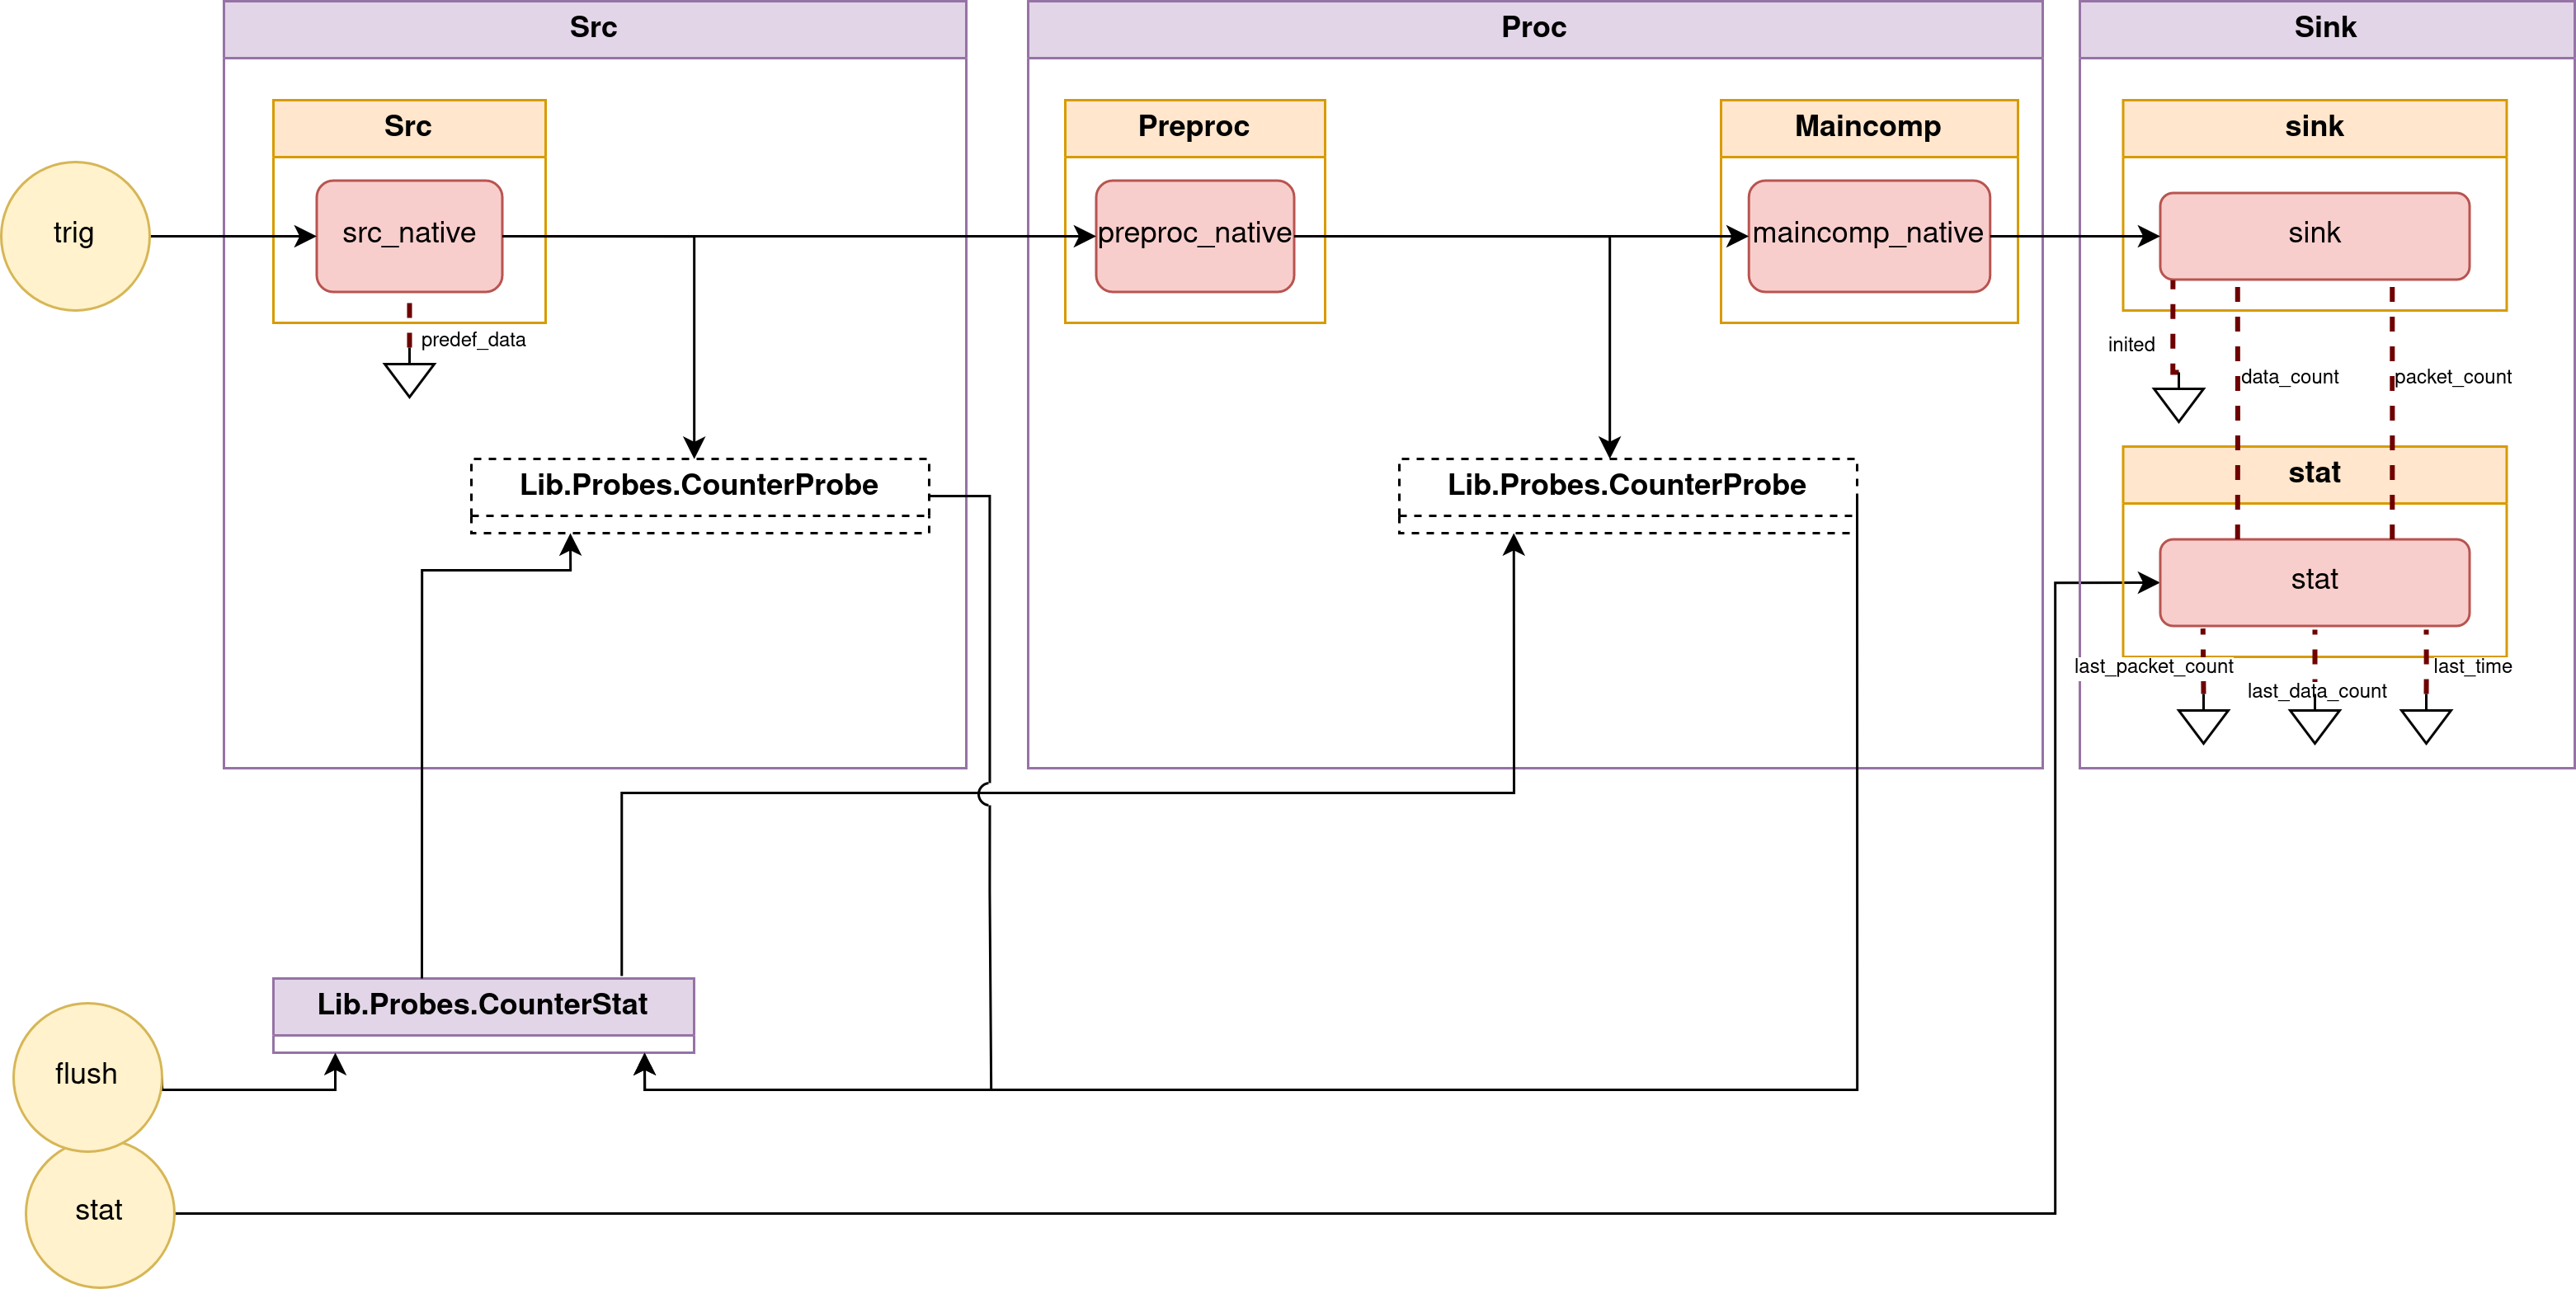 Src
Proc
Sink
Src
Preproc
Maincomp
sink
trig
src_native
preproc_native
maincomp_native
sink
predef_data
inited
data_count
packet_count
Lib.Probes.CounterProbe
Lib.Probes.CounterProbe
stat
stat
last_packet_count
last_time
last_data_count
Lib.Probes.CounterStat
flush
stat